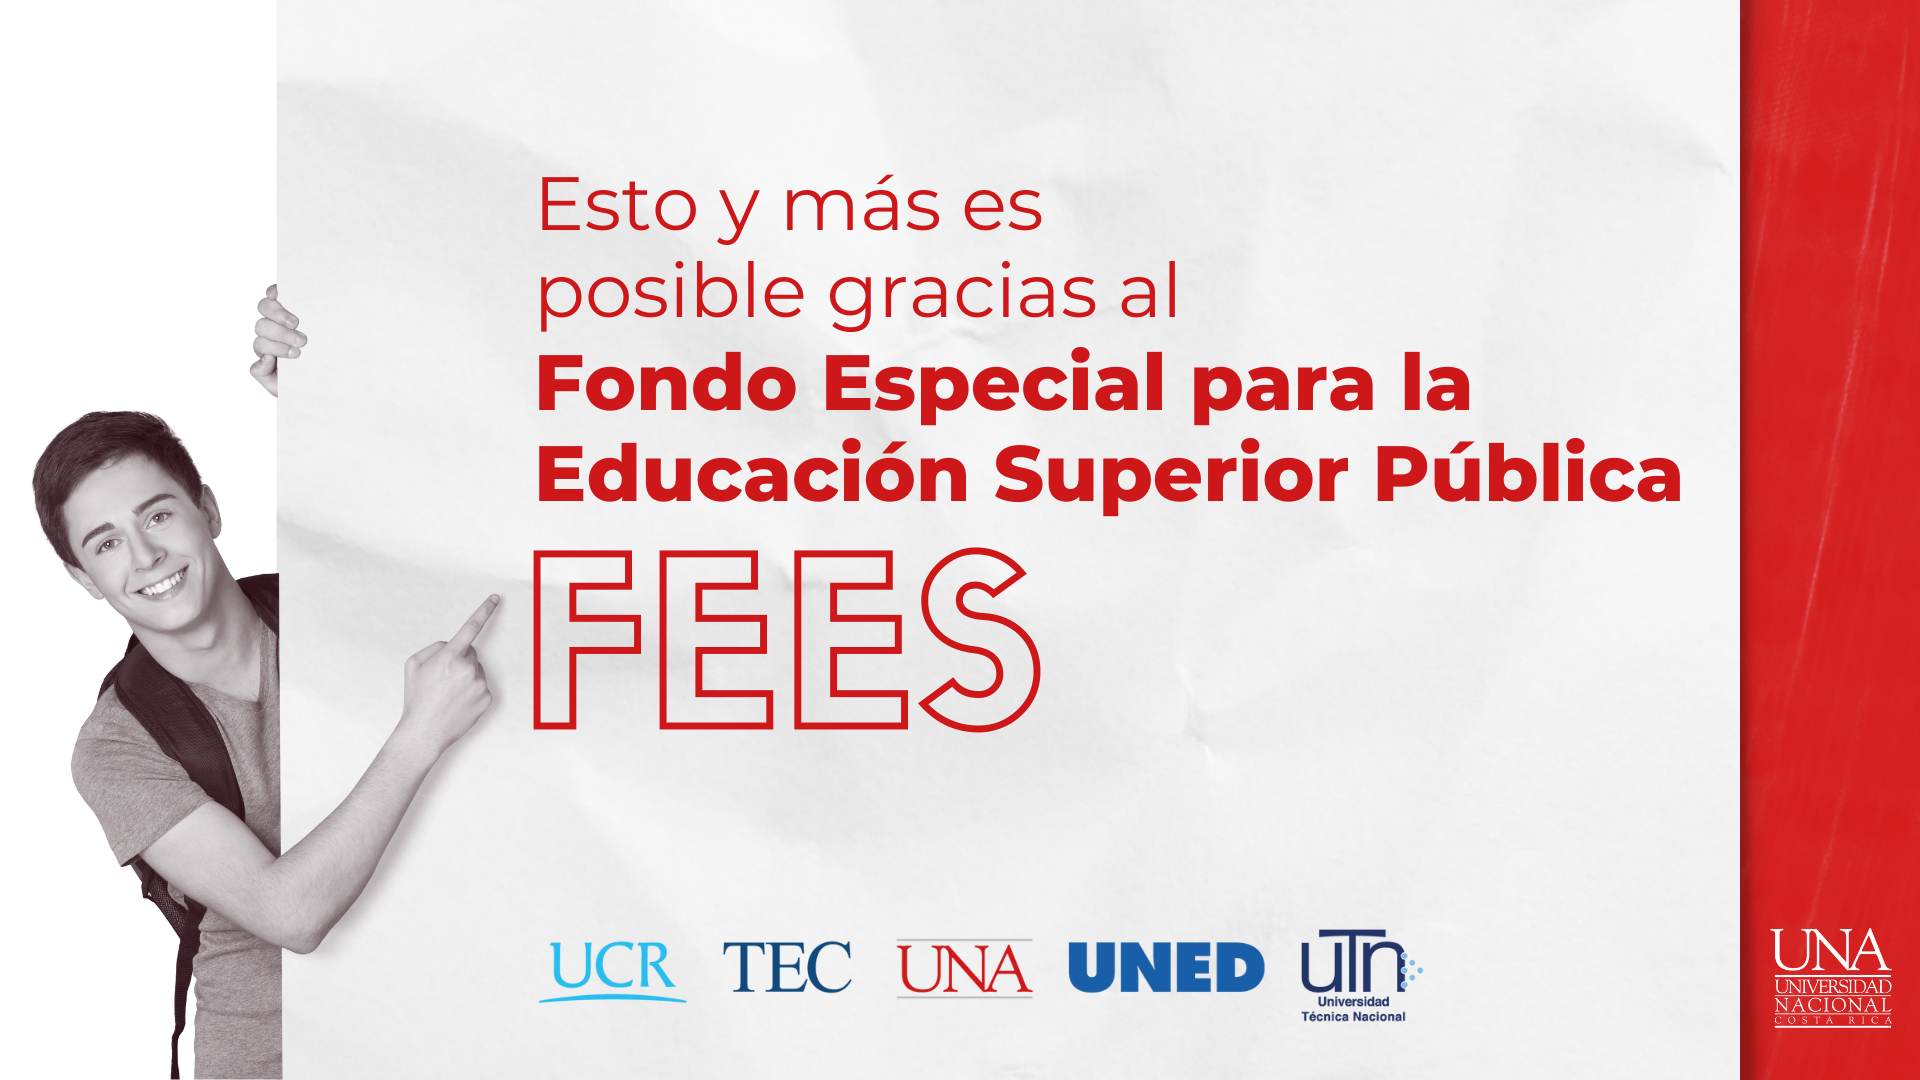 Esto y más es
posible gracias al
Fondo Especial para la
Educación Superior Pública
FEES
UCR TEC UNA UNED UTN
Universidad
Técnica Nacional
UNA
UNIVERSIDAD
NACIONAL
COSTA RICA